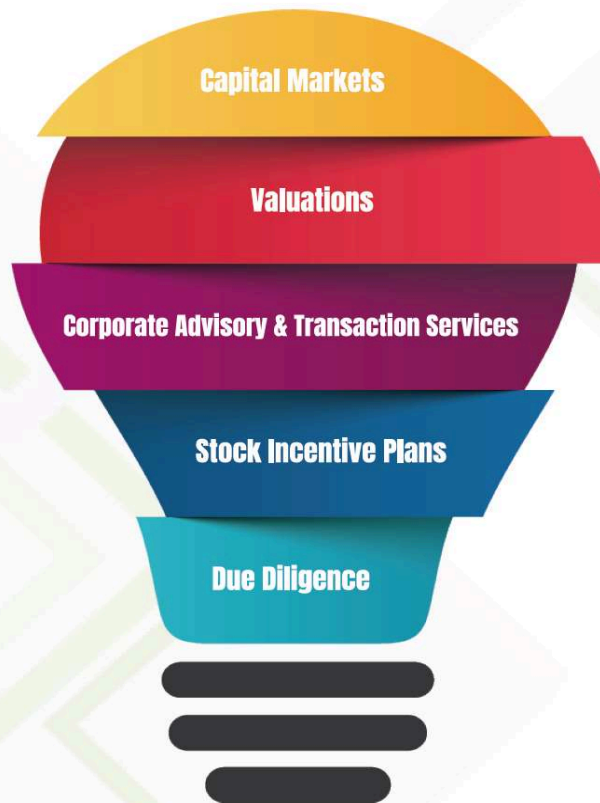 Capital Markets
Valuations
Corporate Advisory & Transaction Services
Stock Incentive Plans
Due Diligence